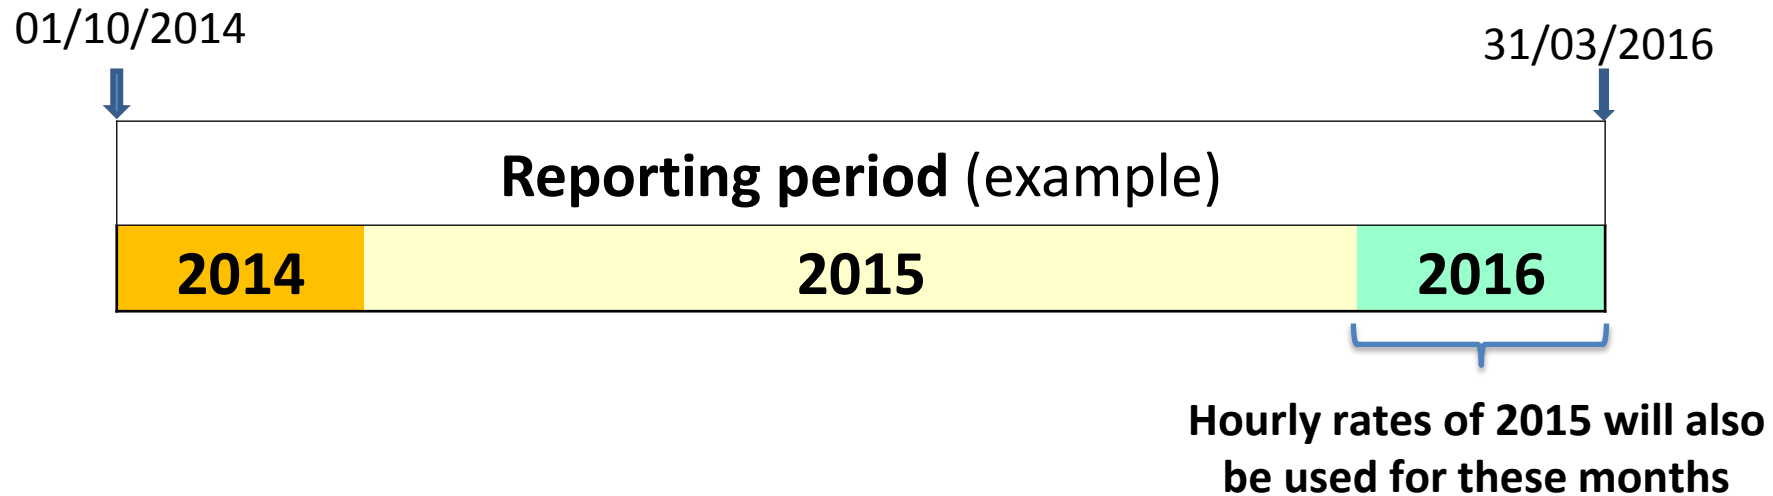 01/10/2014
31/03/2016
Reporting period (example)
2014 2015 2016
Hourly rates of 2015 will also
be used for these months